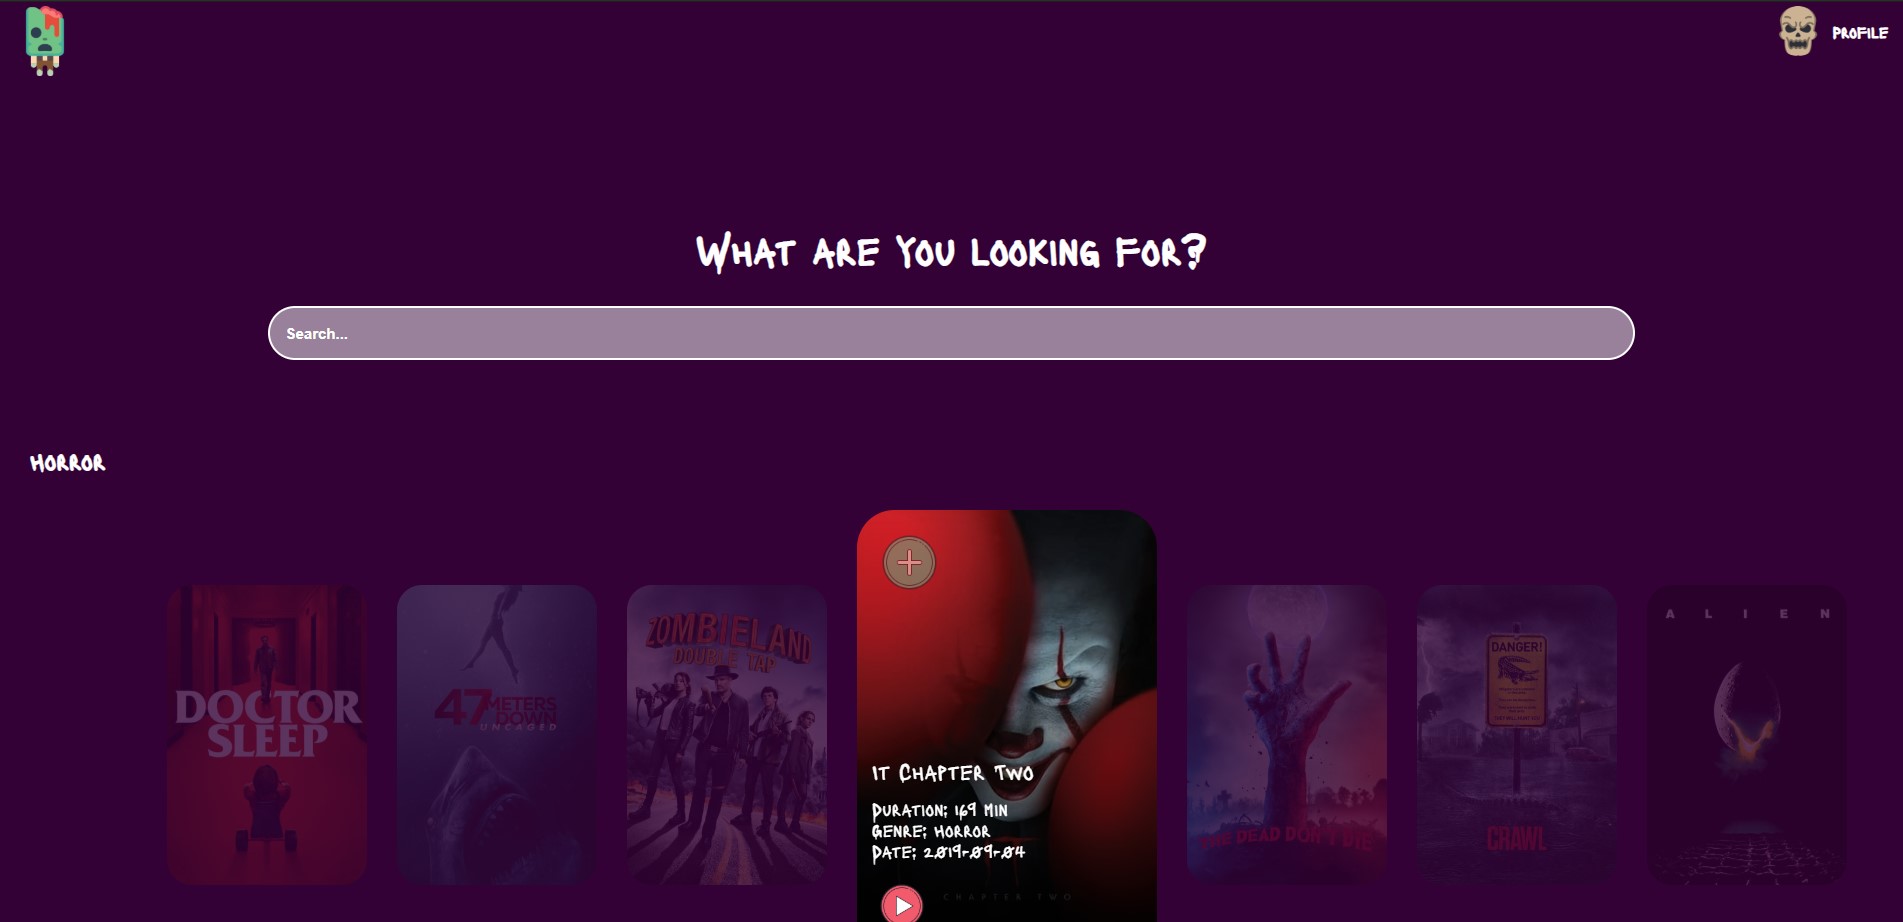 PROFILE
WHAT ARE YOU LOOKING FOR?
Search...
HORROR
DOCTOR
SLEEP
47 METERS
DOWN
UNCAGED
ZOMBIELAND
DOUBLE TAP
IT CHAPTER TWO
DURATION: 169 MIN
GENRE: HORROR
DATE: 2019-09-04
CHAPTER TWO
THE DEAD DON'T DIE
DANGER!
CRAWL
ALIEN